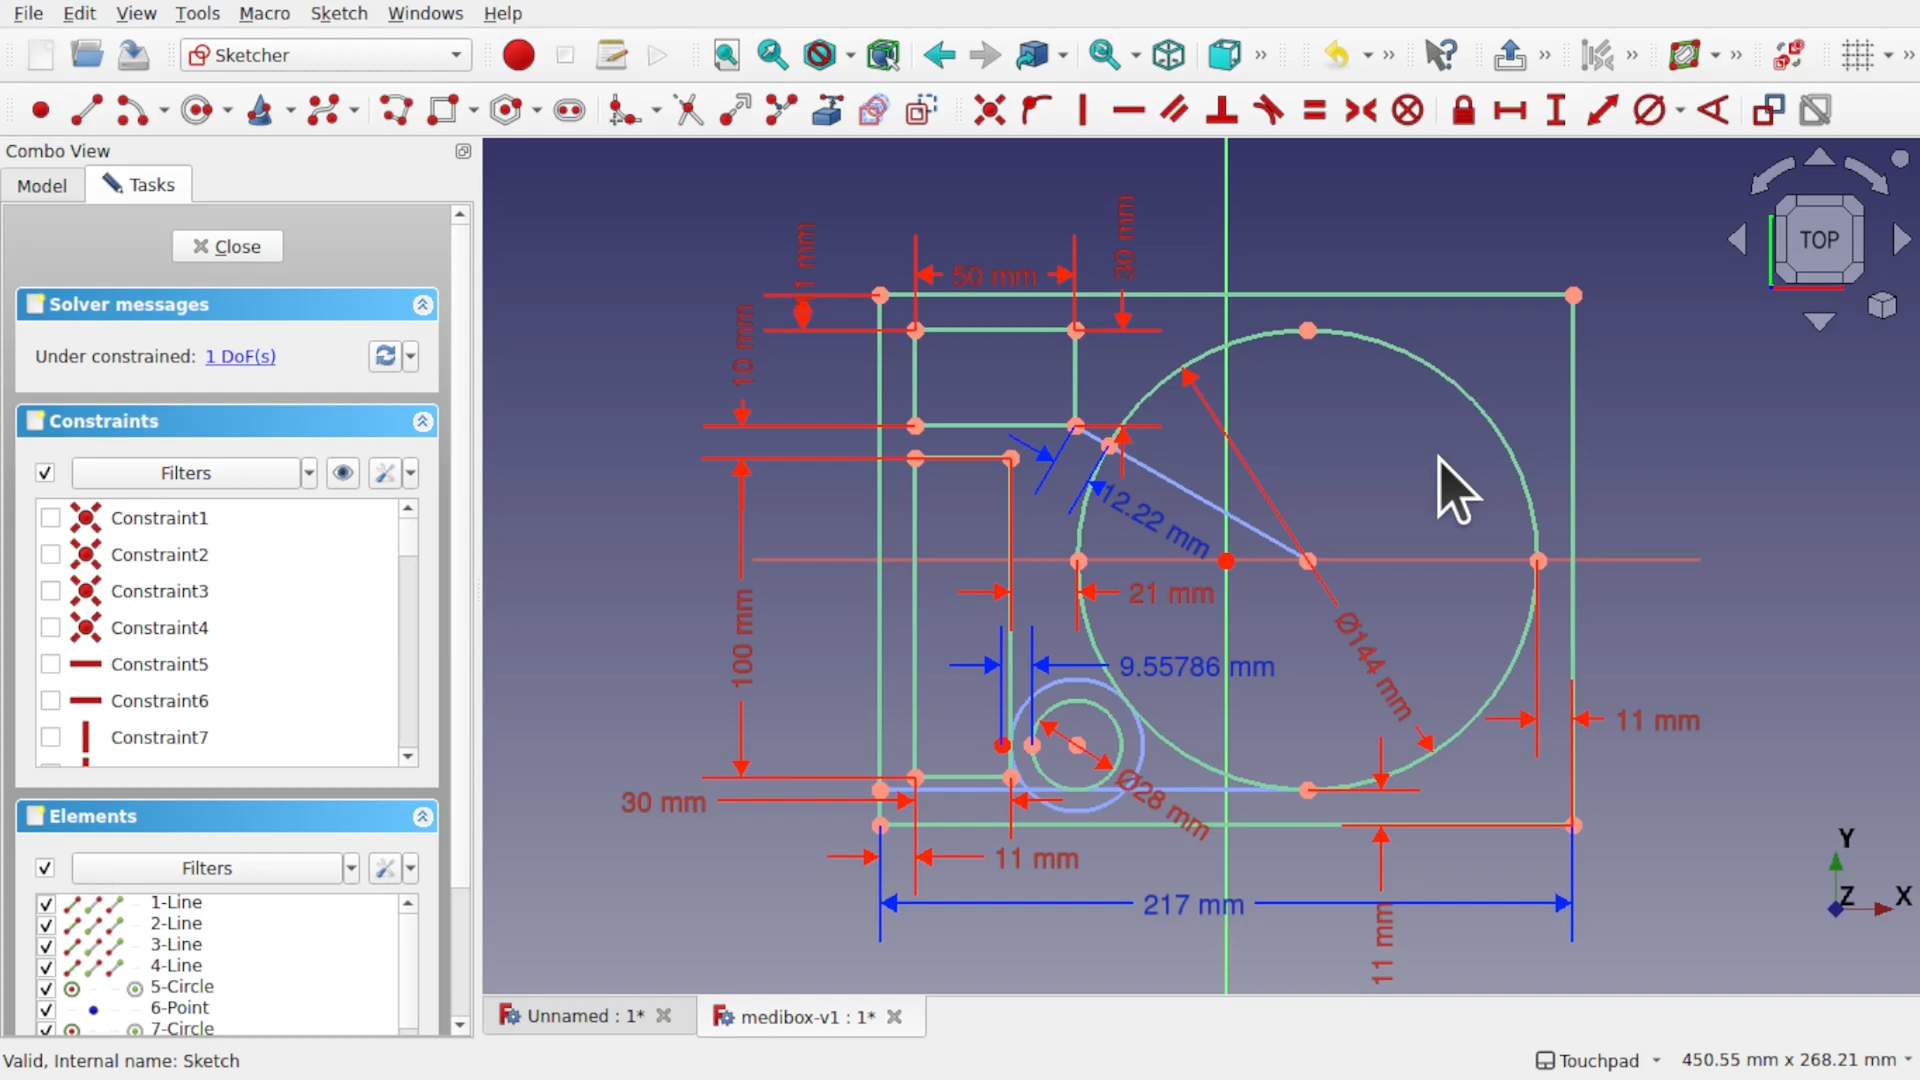 File Edit View Tools Macro Sketch Windows Help
Sketcher
Combo View
Model
Tasks
Close
Solver messages
Under constrained: 1 DoF(s)
Constraints
Filters
Constraint1
Constraint2
Constraint3
Constraint4
Constraint5
Constraint6
Constraint7
Elements
Filters
1-Line
2-Line
3-Line
4-Line
5-Circle
6-Point
7-Circle
TOP
50 mm
30 mm
10 mm
12.22 mm
21 mm
100 mm
Ø144 mm
9.55786 mm
11 mm
30 mm
Ø28 mm
11 mm
217 mm
11 mm
Y
Z
X
Unnamed : 1*
medibox-v1 : 1*
Valid, Internal name: Sketch
Touchpad
450.55 mm x 268.21 mm